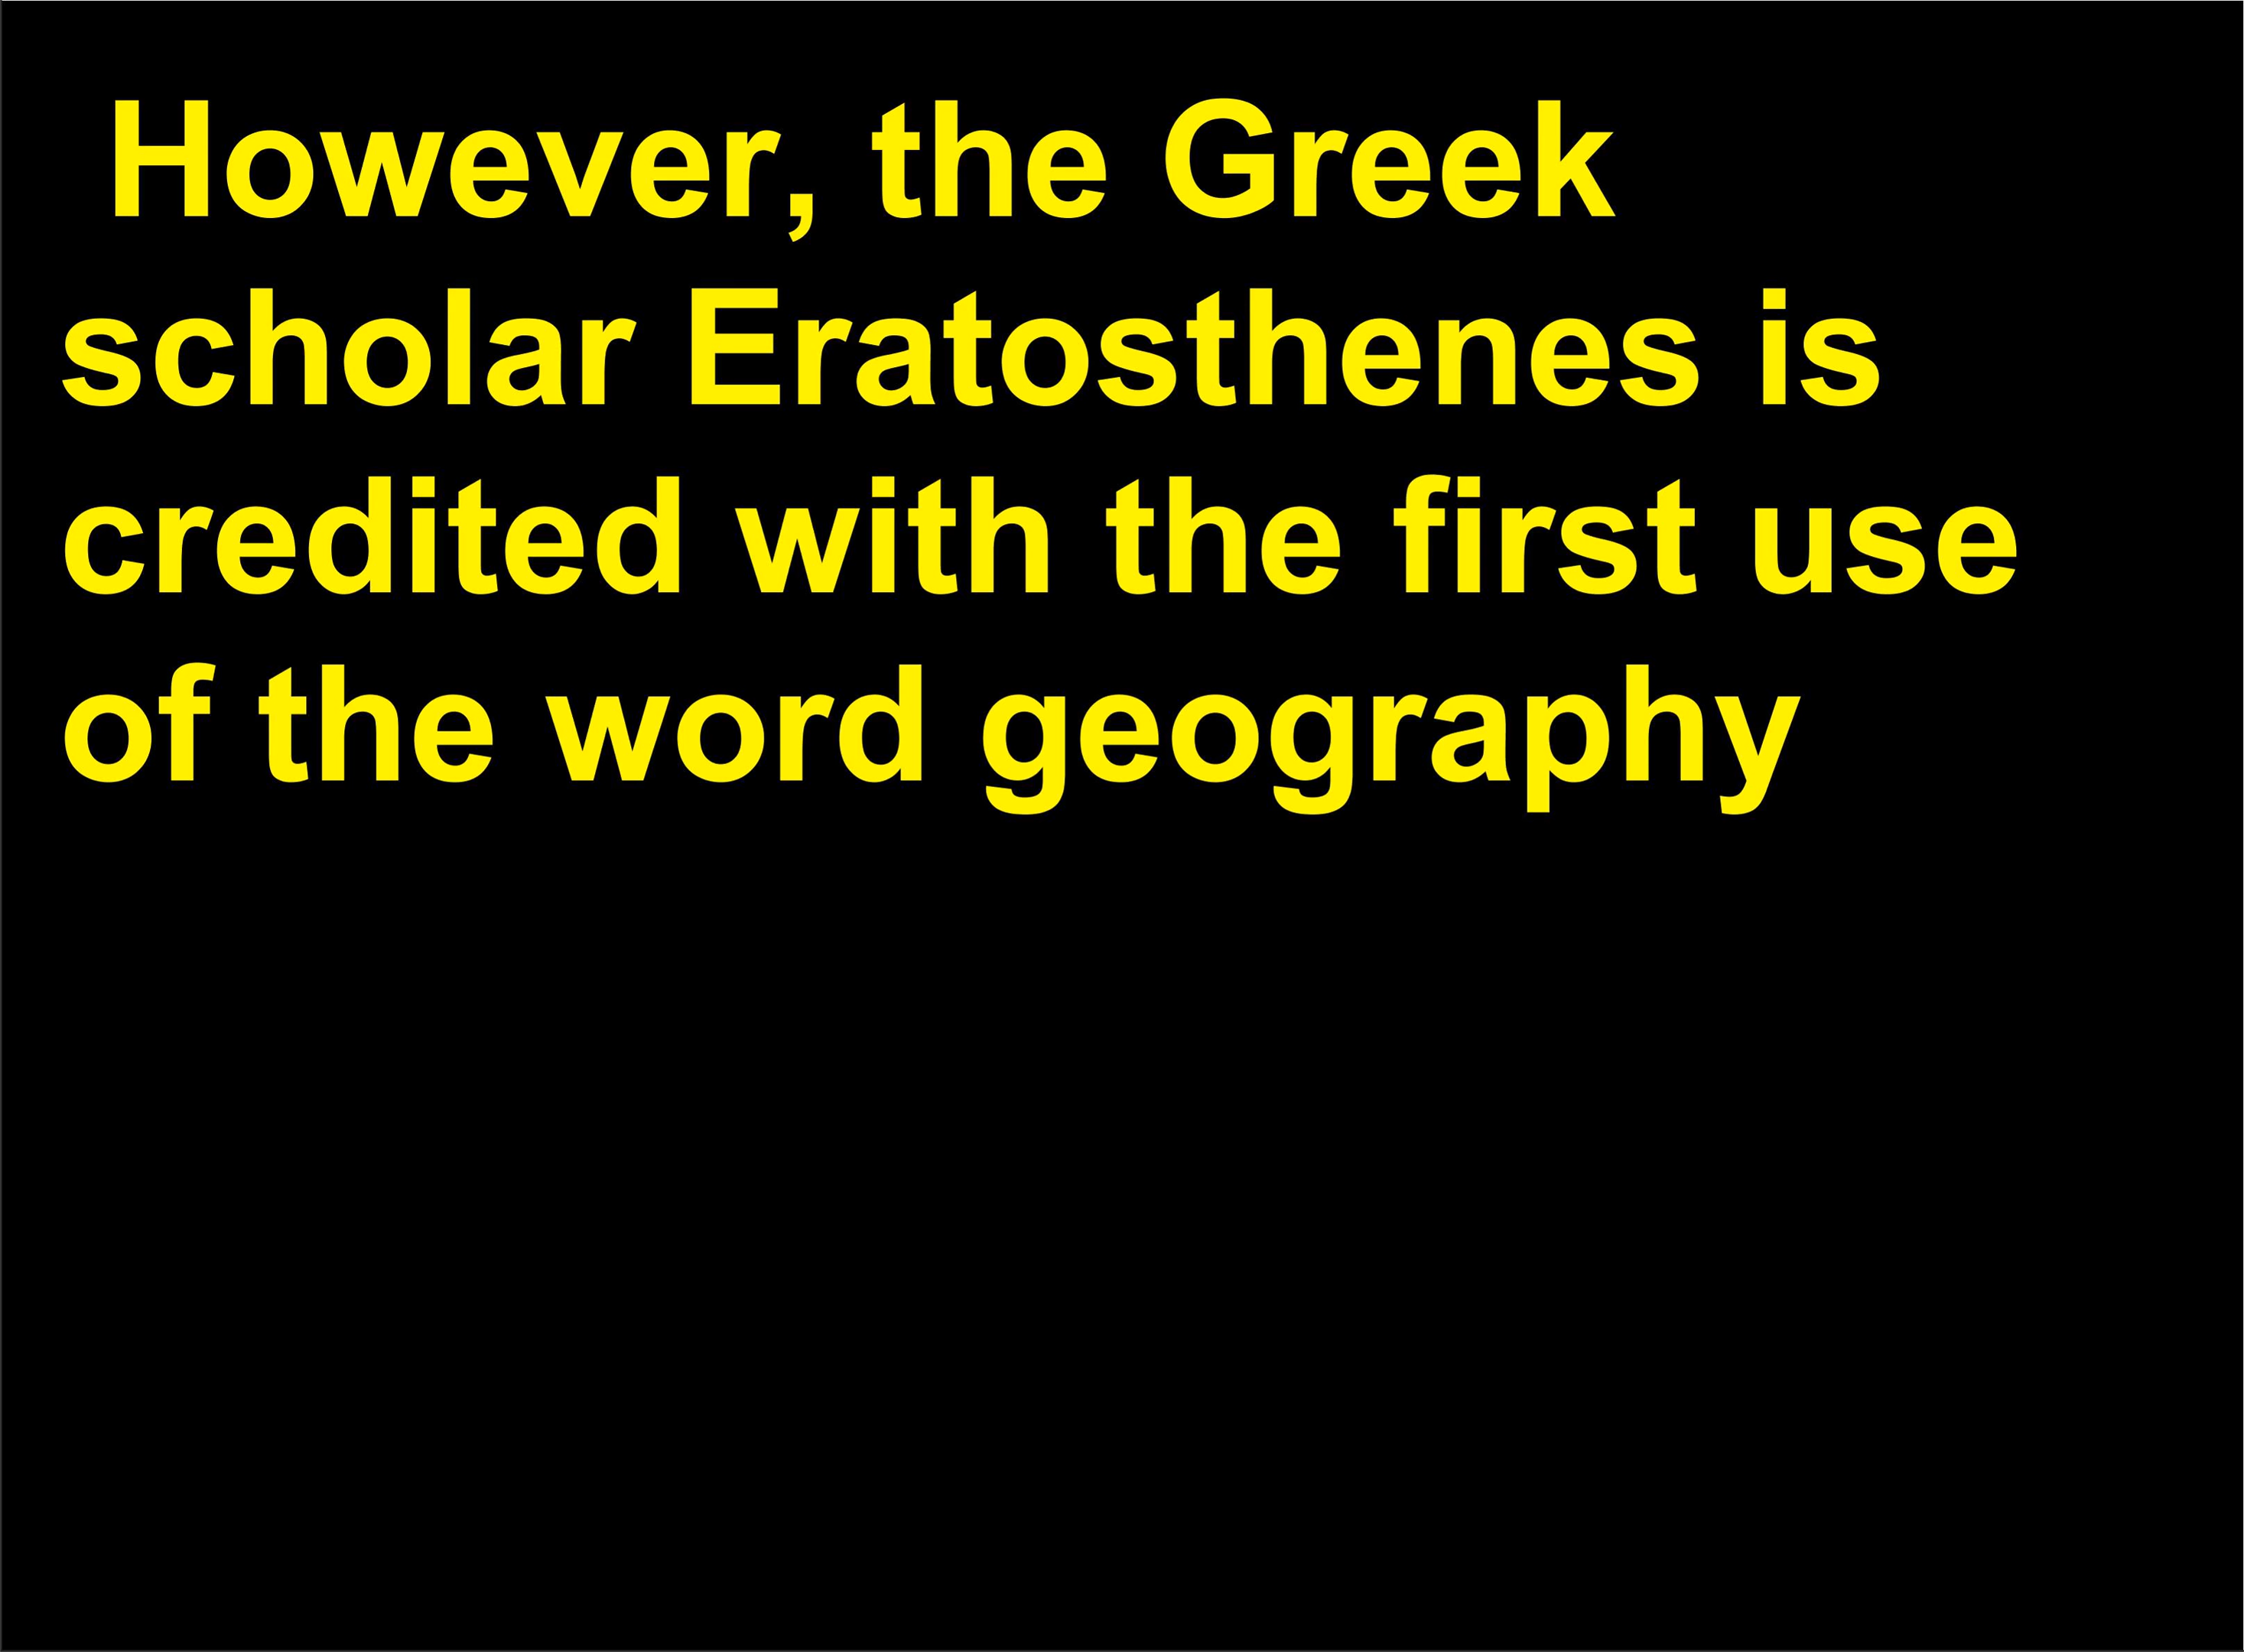 However, the Greek
scholar Eratosthenes is
credited with the first use
of the word geography